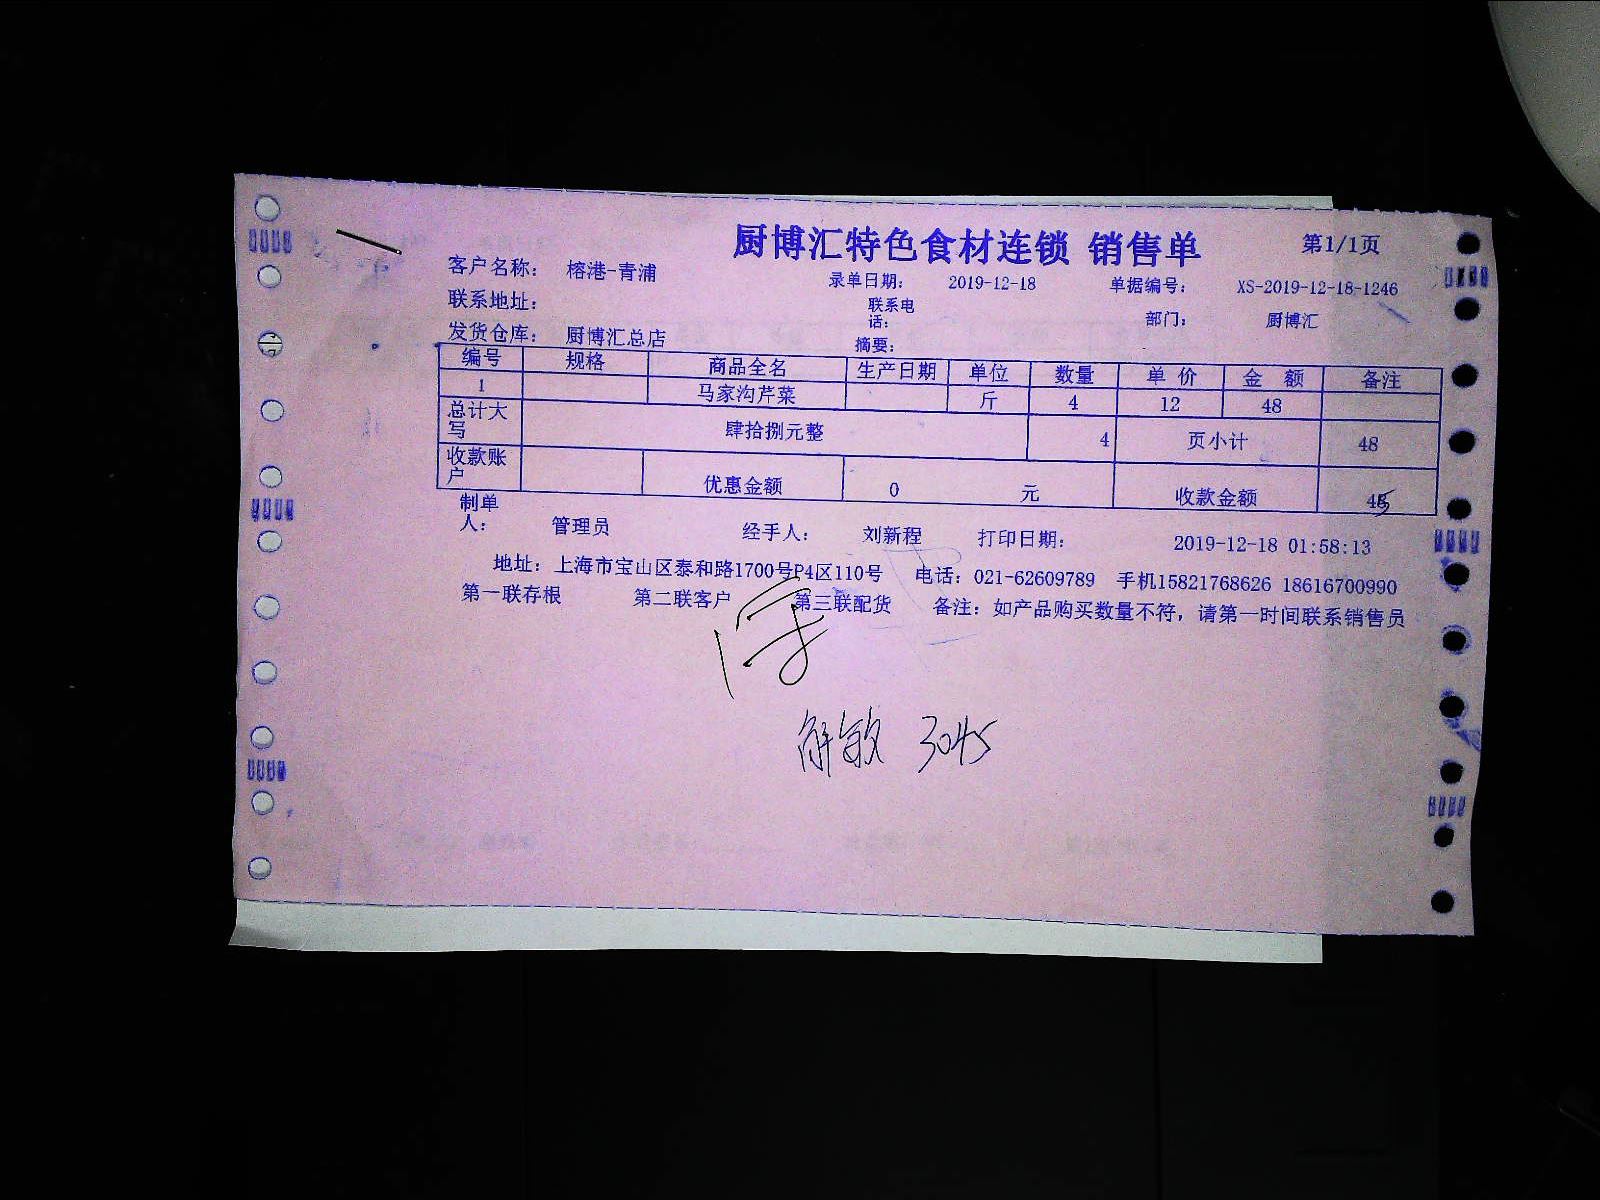 厨博汇特色食材连锁 销售单 第1/1页
客户名称： 榕港-青浦 录单日期： 2019-12-18 单据编号： XS-2019-12-18-1246
联系地址： 联系电话： 部门： 厨博汇
发货仓库： 厨博汇总店 摘要：
编号 规格 商品全名 生产日期 单位 数量 单价 金额 备注
1 马家沟芹菜 斤 4 12 48
总计大写 肆拾捌元整 4 页小计 48
收款账户 优惠金额 0 元 收款金额
制单人： 管理员 经手人： 刘新程 打印日期： 2019-12-18 01:58:13
地址：上海市宝山区泰和路1700号P4区110号 电话：021-62609789 手机15821768626 18616700990
第一联存根 第二联客户 第三联配货 备注：如产品购买数量不符，请第一时间联系销售员
3045